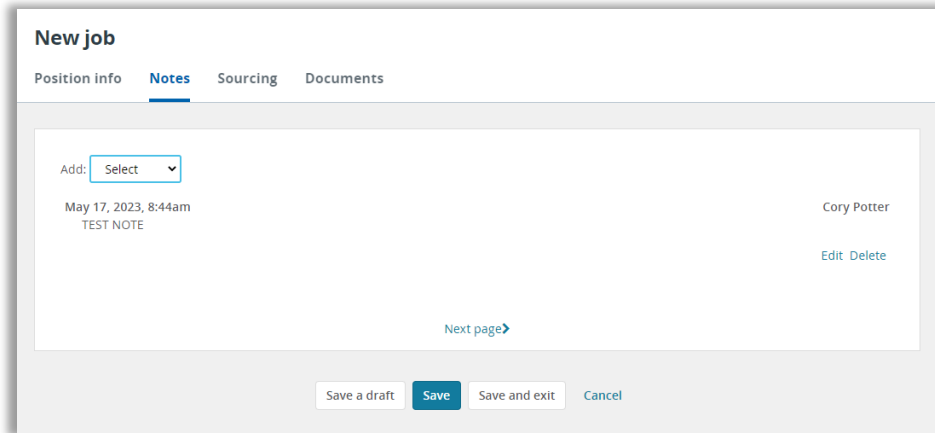 New job
Position info Notes Sourcing Documents
Add: Select
May 17, 2023, 8:44am Cory Potter
TEST NOTE
Edit Delete
Next page
Save a draft Save Save and exit Cancel